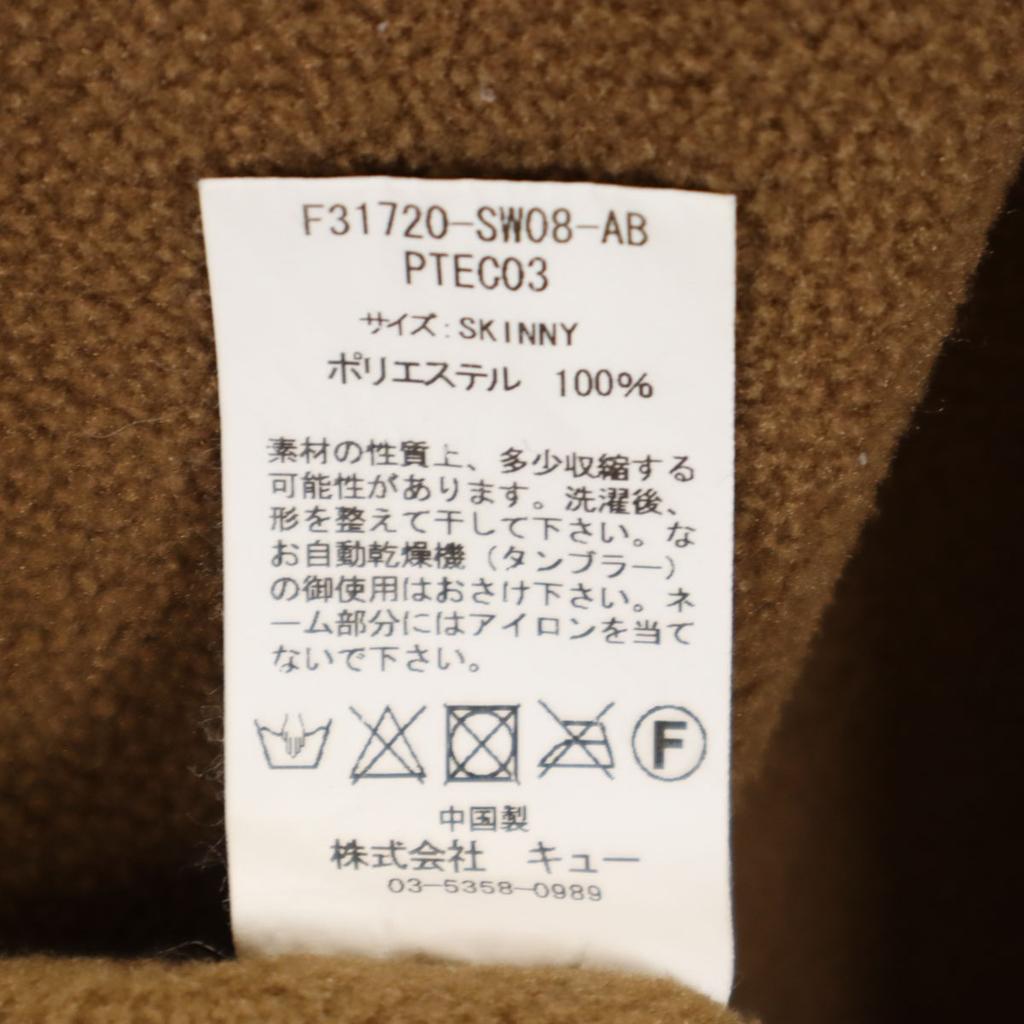 F31720-SW08-AB
PTEC03
サイズ:SKINNY
ポリエステル 100%
素材の性質上、多少収縮する
可能性があります。洗濯後、
形を整えて干して下さい。な
お自動乾燥機(タンブラー)
の御使用はおさけ下さい。ネ
ーム部分にはアイロンを当て
ないで下さい。
F
中国製
株式会社 キュー
03-5358-0989